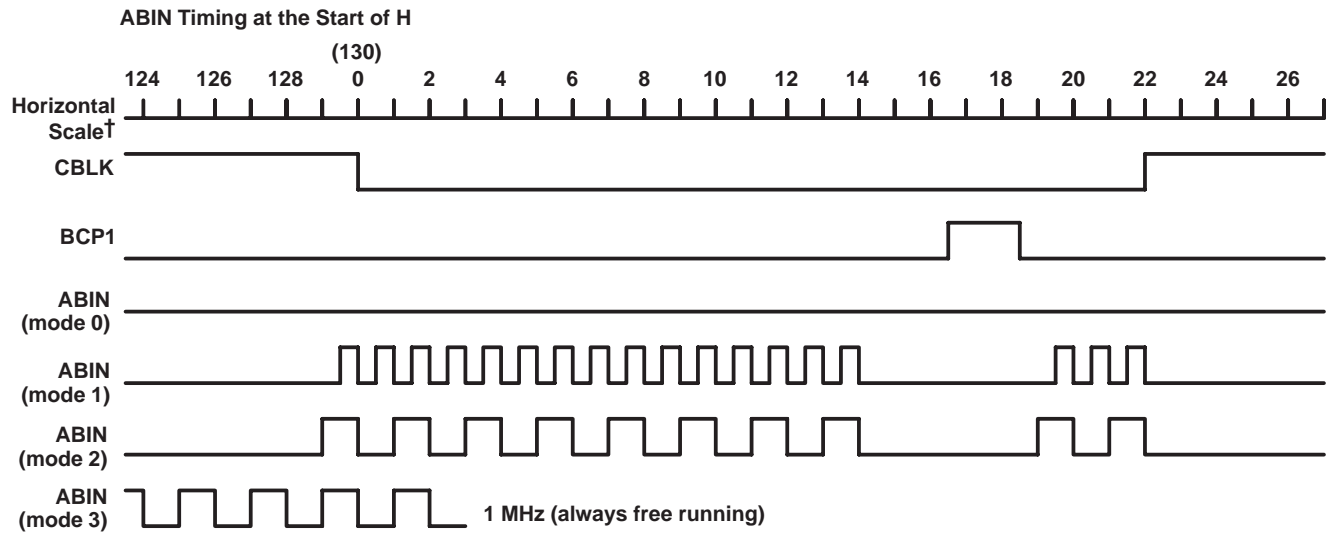 ABIN Timing at the Start of H
(130)
124 126 128 0 2 4 6 8 10 12 14 16 18 20 22 24 26
Horizontal
Scale†
CBLK
BCP1
ABIN
(mode 0)
ABIN
(mode 1)
ABIN
(mode 2)
ABIN
(mode 3)
1 MHz (always free running)